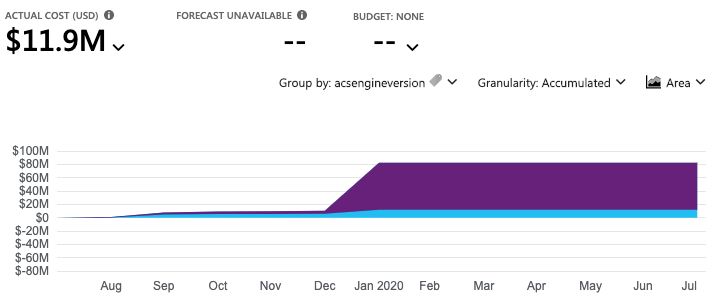 ACTUAL COST (USD) FORECAST UNAVAILABLE BUDGET: NONE
$11.9M -- --
Group by: acsengineversion Granularity: Accumulated Area
$100M
$80M
$60M
$40M
$20M
$0
$-20M
$-40M
$-60M
$-80M
Aug Sep Oct Nov Dec Jan 2020 Feb Mar Apr May Jun Jul